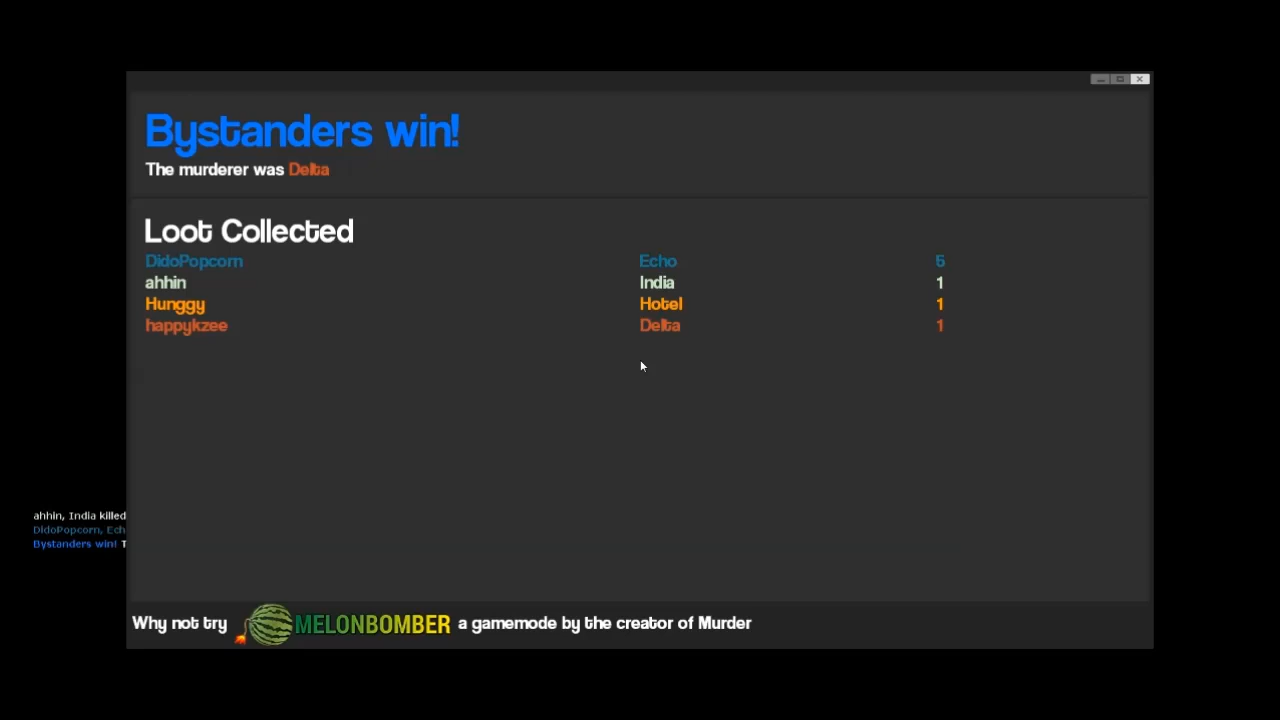 Bystanders win!
The murderer was Delta
Loot Collected
DidoPopcorn Echo 5
ahhin India 1
Hunggy Hotel 1
happykzee Delta 1
ahhin, India killed
DidoPopcorn, Ech
Bystanders win! T
Why not try MELONBOMBER a gamemode by the creator of Murder